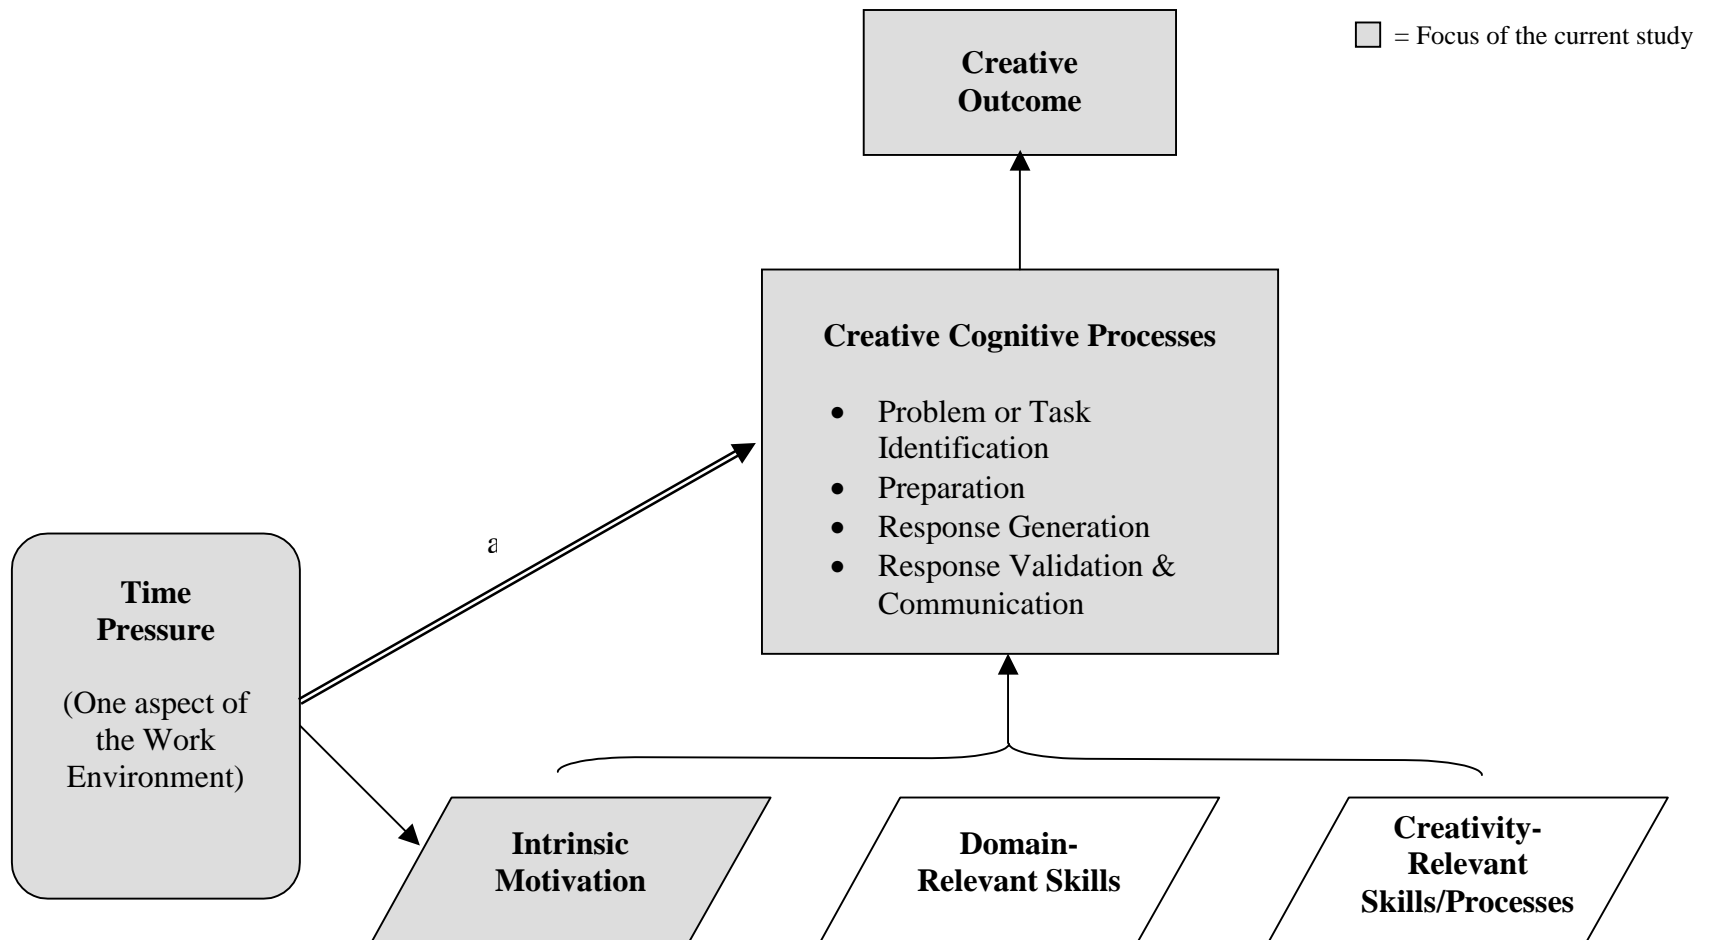 = Focus of the current study
Creative
Outcome
Creative Cognitive Processes
• Problem or Task
Identification
• Preparation
• Response Generation
• Response Validation &
Communication
a
Time
Pressure
(One aspect of
the Work
Environment)
Intrinsic
Motivation
Domain-
Relevant Skills
Creativity-
Relevant
Skills/Processes